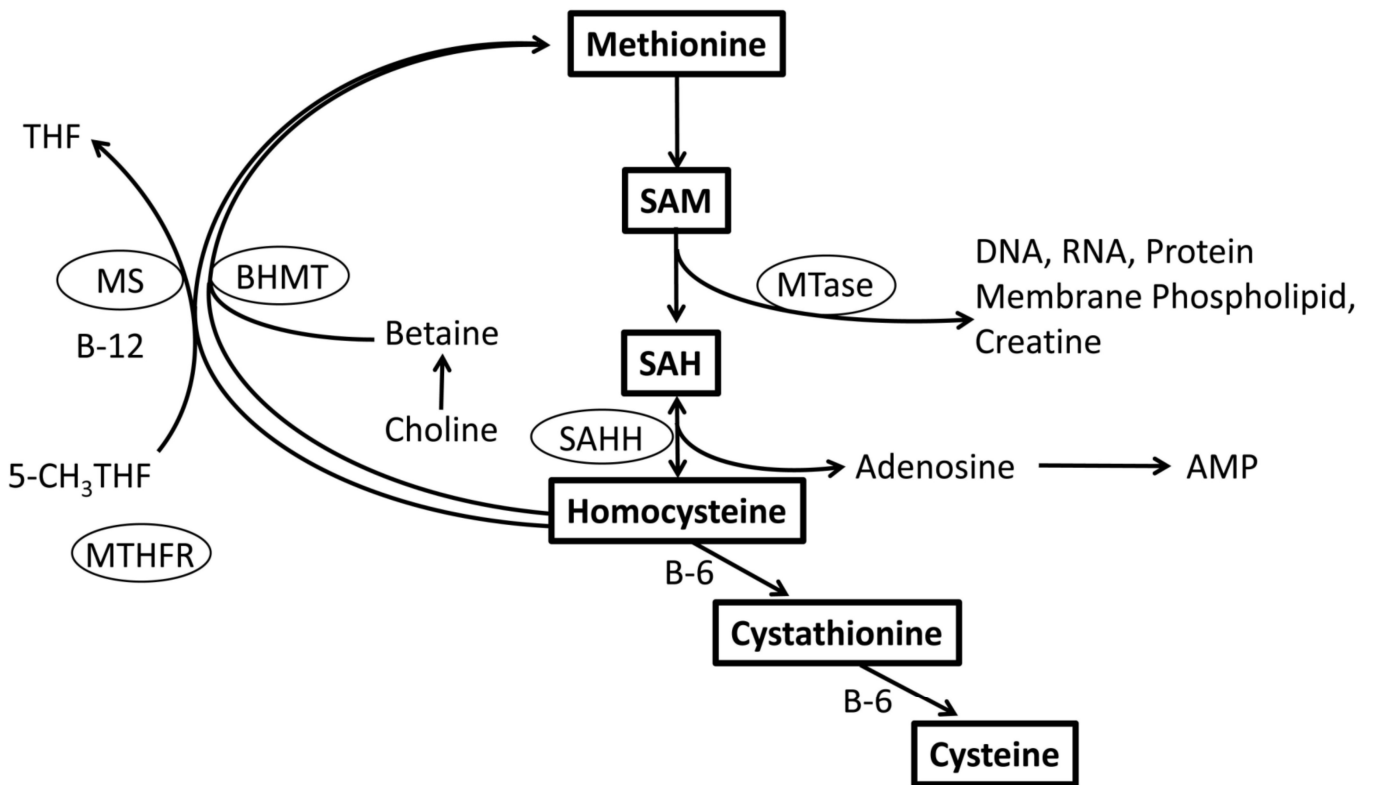 Methionine
THF
SAM
MS
BHMT
MTase
DNA, RNA, Protein
Membrane Phospholipid,
Creatine
B-12
Betaine
SAH
Choline
SAHH
5-CH₃THF
Adenosine
AMP
Homocysteine
MTHFR
B-6
Cystathionine
B-6
Cysteine